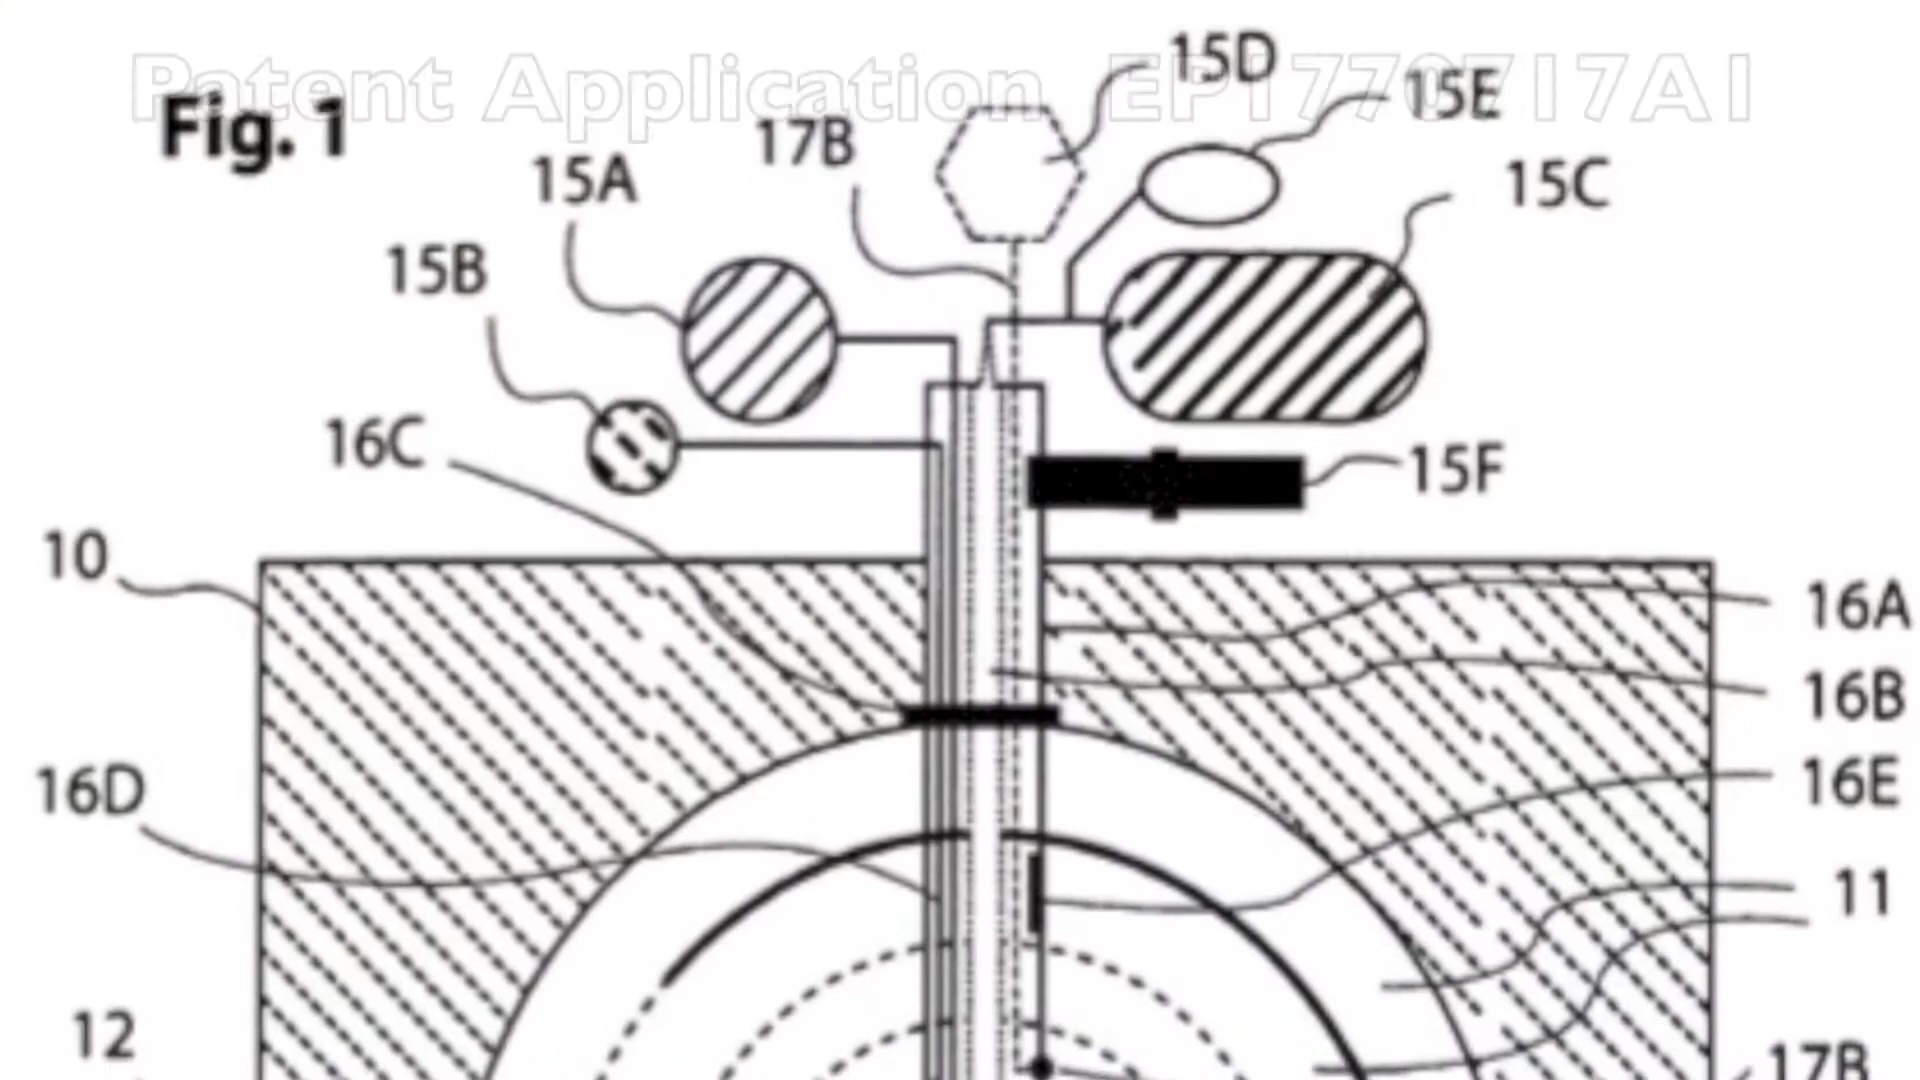 Patent Application EP1770717A1
Fig. 1
15D
15E
17B
15A
15C
15B
16C
15F
10
16A
16B
16D
16E
11
12
17B